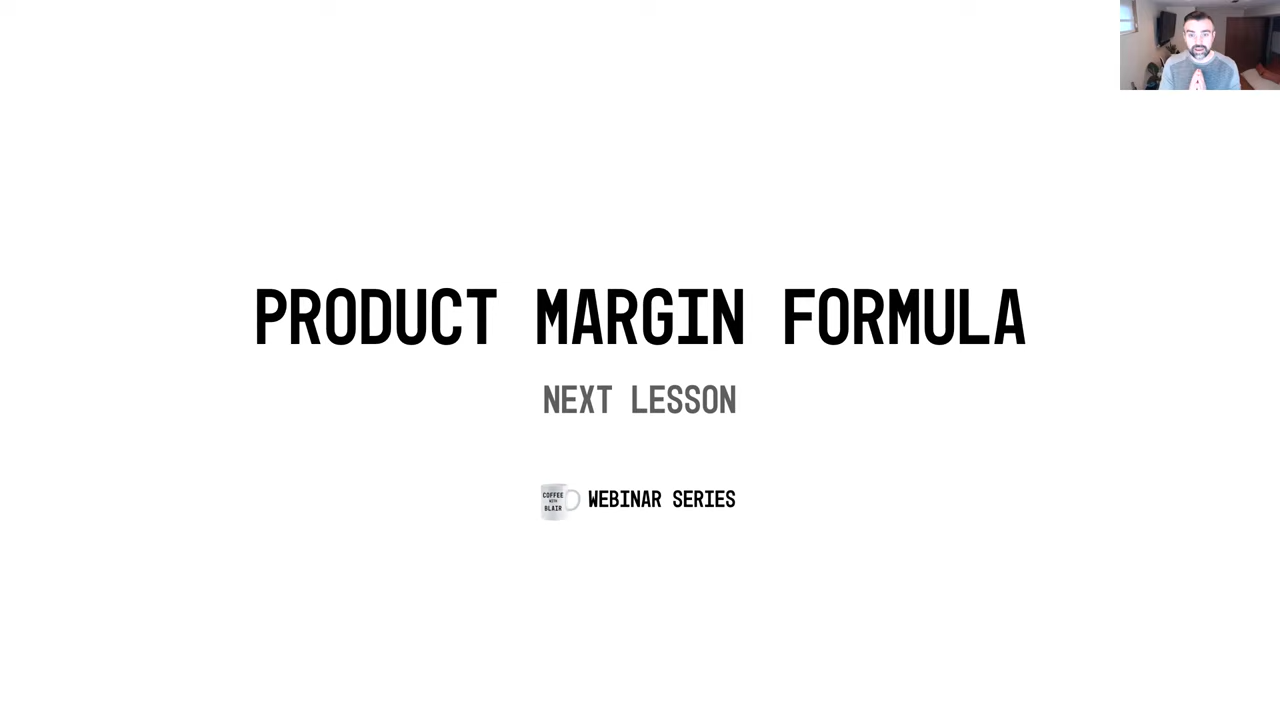 PRODUCT MARGIN FORMULA
NEXT LESSON
COFFEE
WITH
BLAIR
WEBINAR SERIES